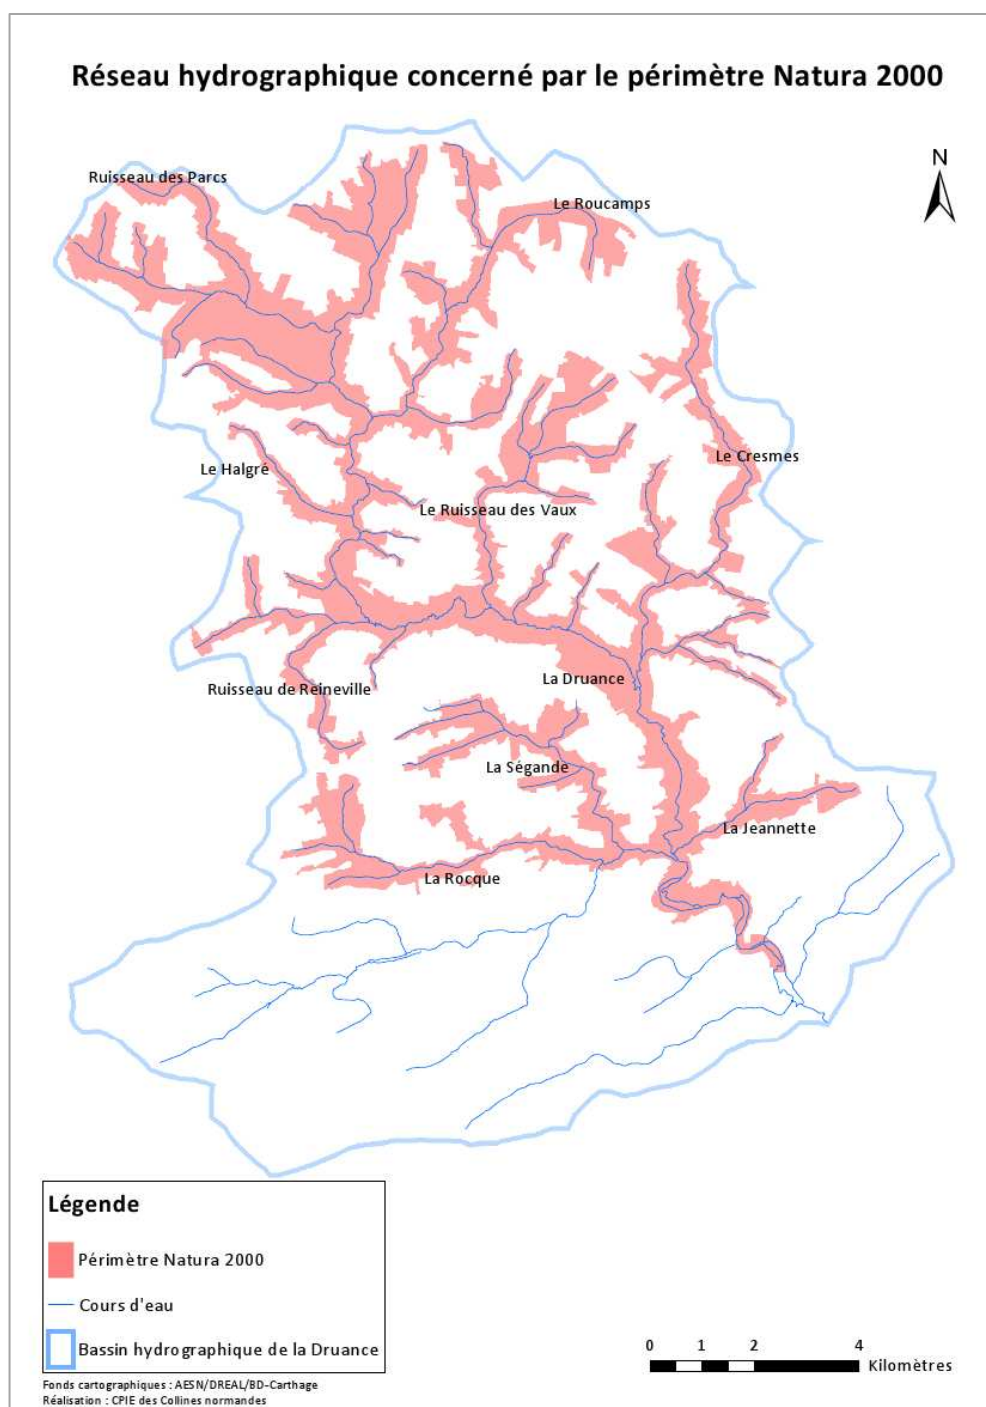 Réseau hydrographique concerné par le périmètre Natura 2000
N
Ruisseau des Parcs
Le Roucamps
Le Cresmes
Le Halgré
Le Ruisseau des Vaux
La Druance
Ruisseau de Reineville
La Ségande
La Jeannette
La Rocque
Légende
Périmètre Natura 2000
Cours d'eau
Bassin hydrographique de la Druance
0 1 2 4
Kilomètres
Fonds cartographiques : AESN/DREAL/BD-Carthage
Réalisation : CPIE des Collines normandes